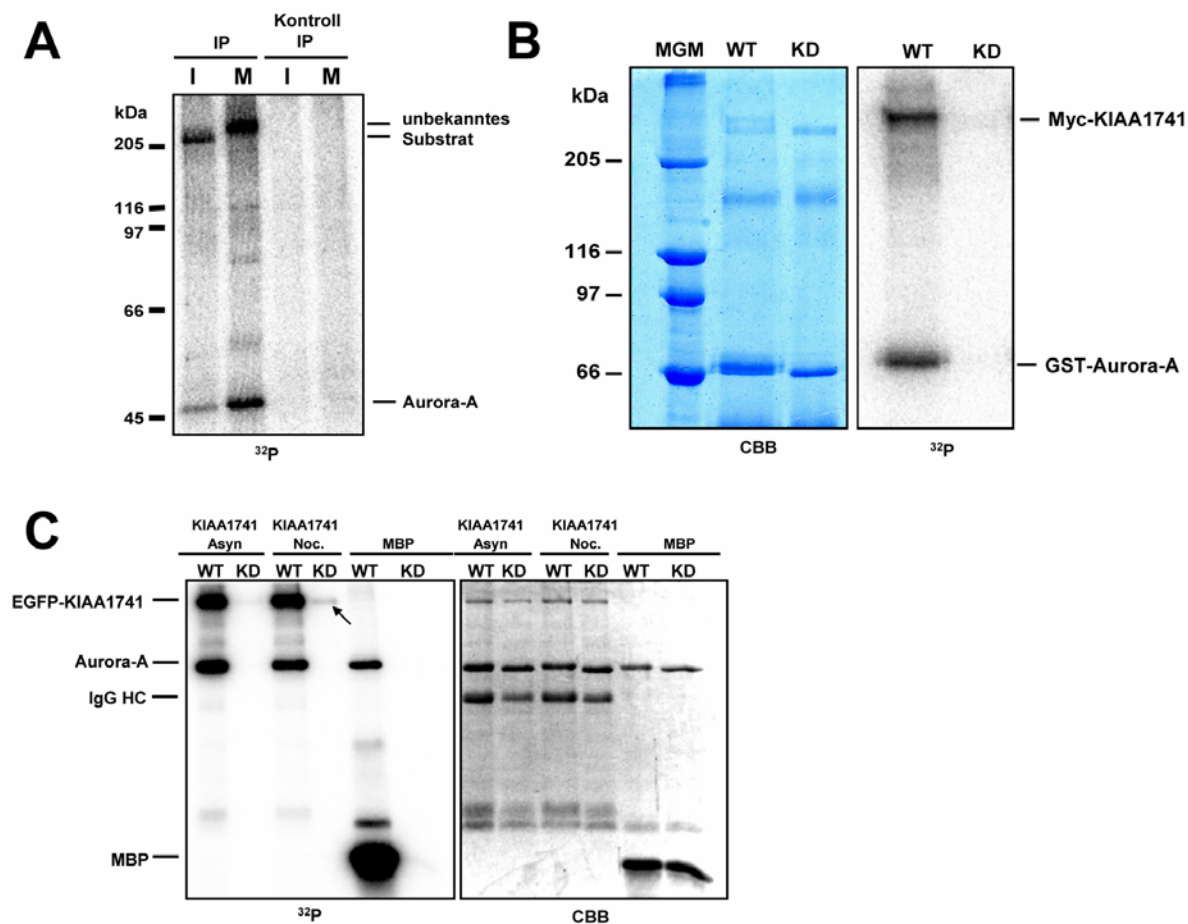 A
IP
Kontroll
IP
I M I M
kDa
205
116
97
66
45
unbekanntes
Substrat
Aurora-A
32P
B
MGM WT KD
WT KD
kDa
205
116
97
66
Myc-KIAA1741
GST-Aurora-A
CBB
32P
C
KIAA1741 KIAA1741
Asyn Noc. MBP
WT KD WT KD WT KD
KIAA1741 KIAA1741
Asyn Noc. MBP
WT KD WT KD WT KD
EGFP-KIAA1741
Aurora-A
IgG HC
MBP
32P
CBB